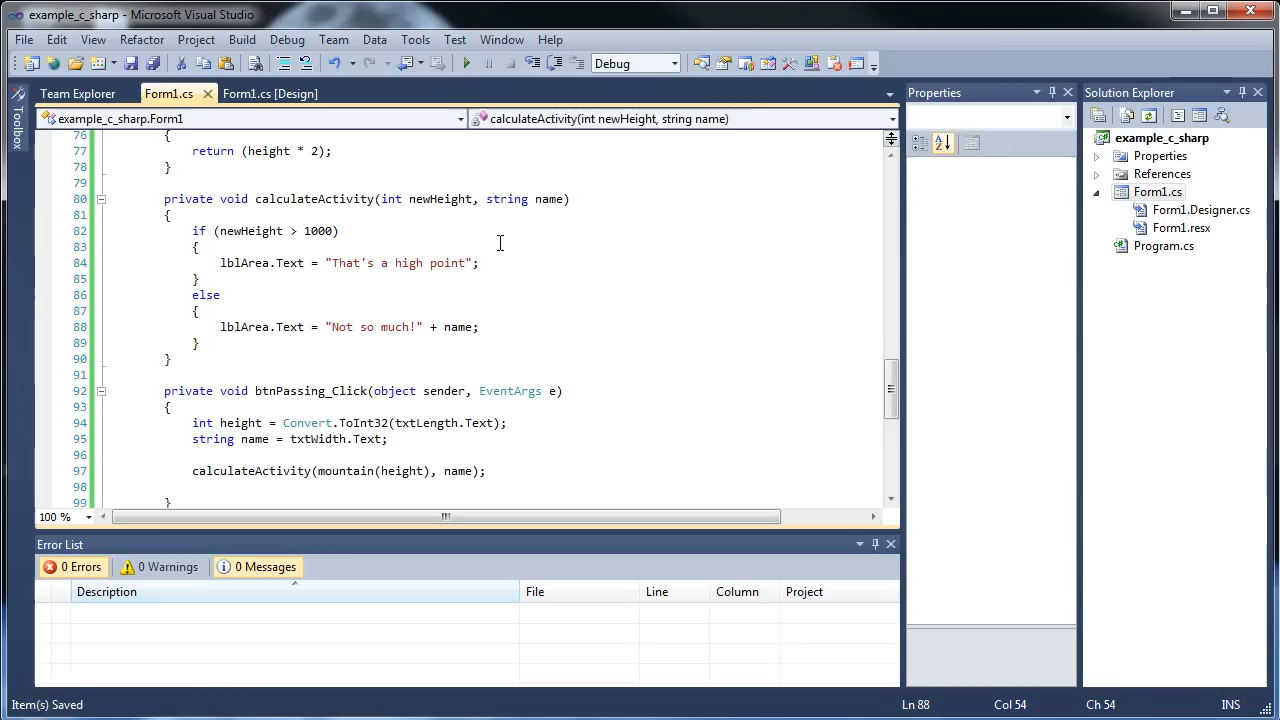 example_c_sharp - Microsoft Visual Studio
File Edit View Refactor Project Build Debug Team Data Tools Test Window Help
Debug
Team Explorer Form1.cs Form1.cs [Design]
example_c_sharp.Form1 calculateActivity(int newHeight, string name)
76 {
77 return (height * 2);
78 }
79
80 private void calculateActivity(int newHeight, string name)
81 {
82 if (newHeight > 1000)
83 {
84 lblArea.Text = "That's a high point";
85 }
86 else
87 {
88 lblArea.Text = "Not so much!" + name;
89 }
90 }
91
92 private void btnPassing_Click(object sender, EventArgs e)
93 {
94 int height = Convert.ToInt32(txtLength.Text);
95 string name = txtWidth.Text;
96
97 calculateActivity(mountain(height), name);
98
99 }
100 %
Toolbox
Properties
Solution Explorer
example_c_sharp
Properties
References
Form1.cs
Form1.Designer.cs
Form1.resx
Program.cs
Error List
0 Errors 0 Warnings 0 Messages
Description File Line Column Project
Item(s) Saved Ln 88 Col 54 Ch 54 INS